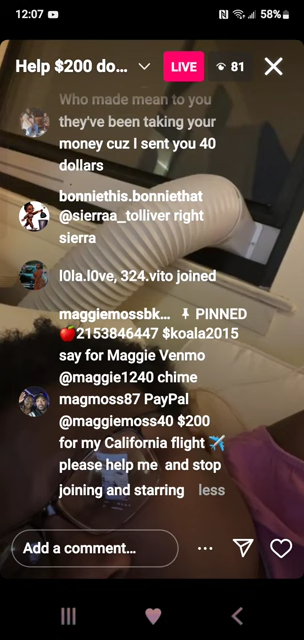 12:07 58%
Help $200 do... LIVE 81
Who made mean to you
they've been taking your
money cuz I sent you 40
dollars
bonniethis.bonniethat
@sierraa_tolliver right
sierra
l0la.l0ve, 324.vito joined
maggiemossbk... PINNED
🍎2153846447 $koala2015
say for Maggie Venmo
@maggie1240 chime
magmoss87 PayPal
@maggiemoss40 $200
for my California flight ✈️
please help me and stop
joining and starring less
Add a comment...